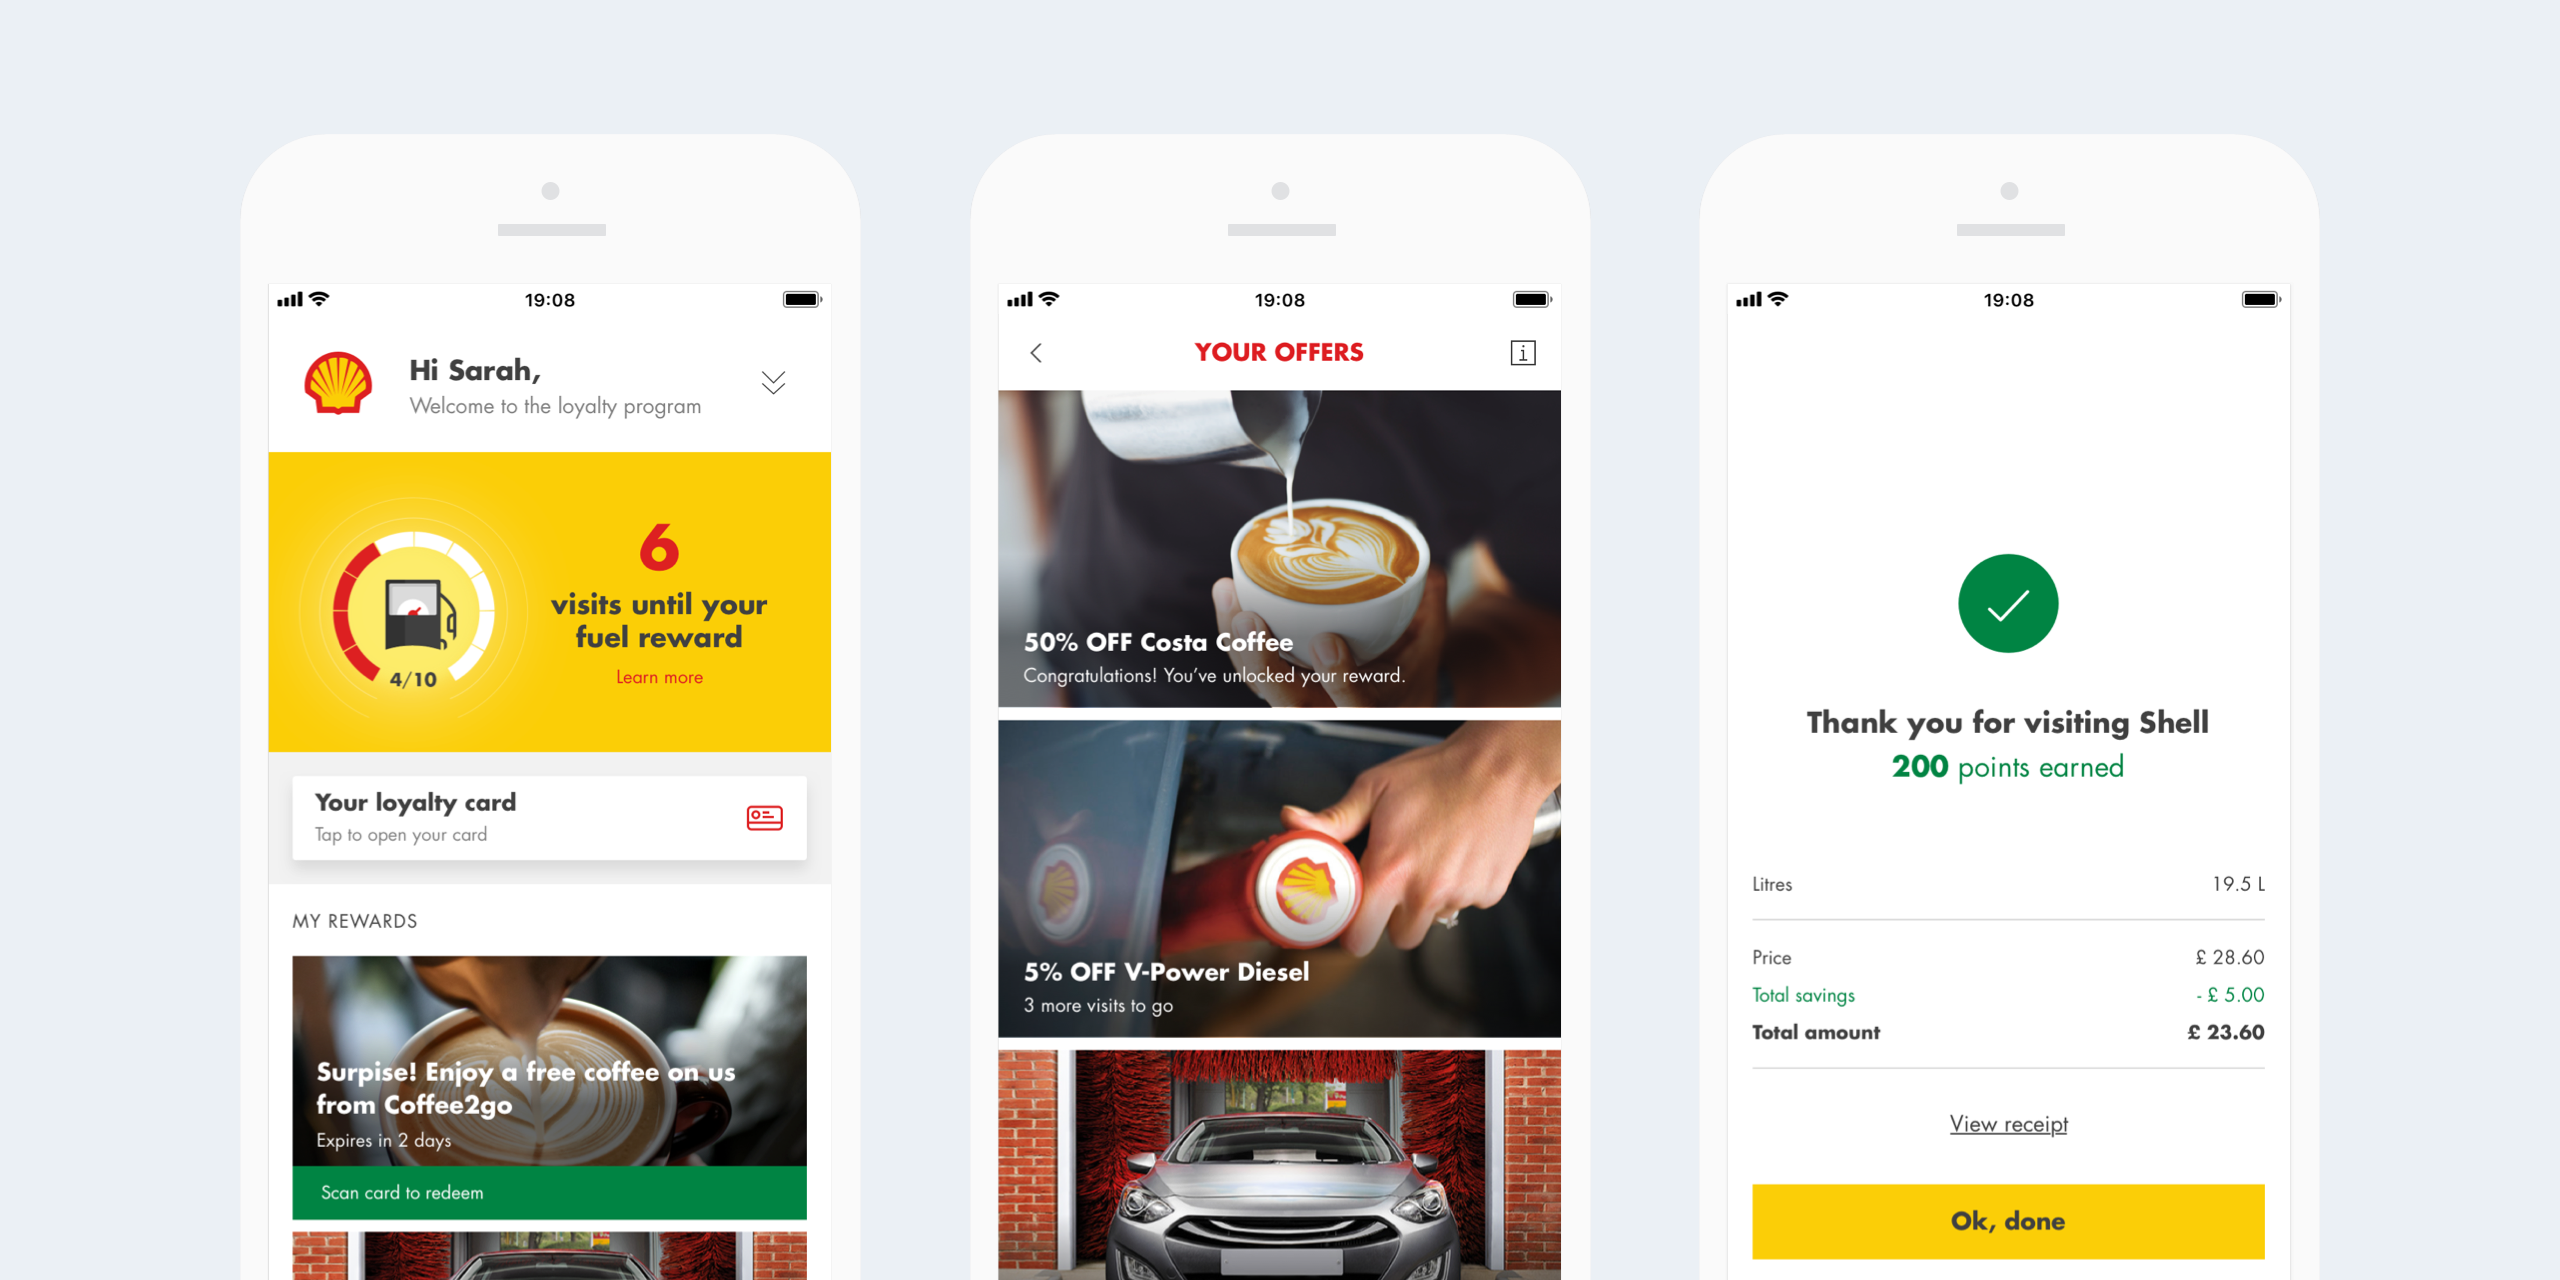 19:08
Hi Sarah,
Welcome to the loyalty program
6
visits until your
fuel reward
Learn more
4/10
Your loyalty card
Tap to open your card
MY REWARDS
Surpise! Enjoy a free coffee on us
from Coffee2go
Expires in 2 days
Scan card to redeem
19:08
YOUR OFFERS
i
50% OFF Costa Coffee
Congratulations! You've unlocked your reward.
5% OFF V-Power Diesel
3 more visits to go
19:08
Thank you for visiting Shell
200 points earned
Litres 19.5 L
Price £ 28.60
Total savings - £ 5.00
Total amount £ 23.60
View receipt
Ok, done